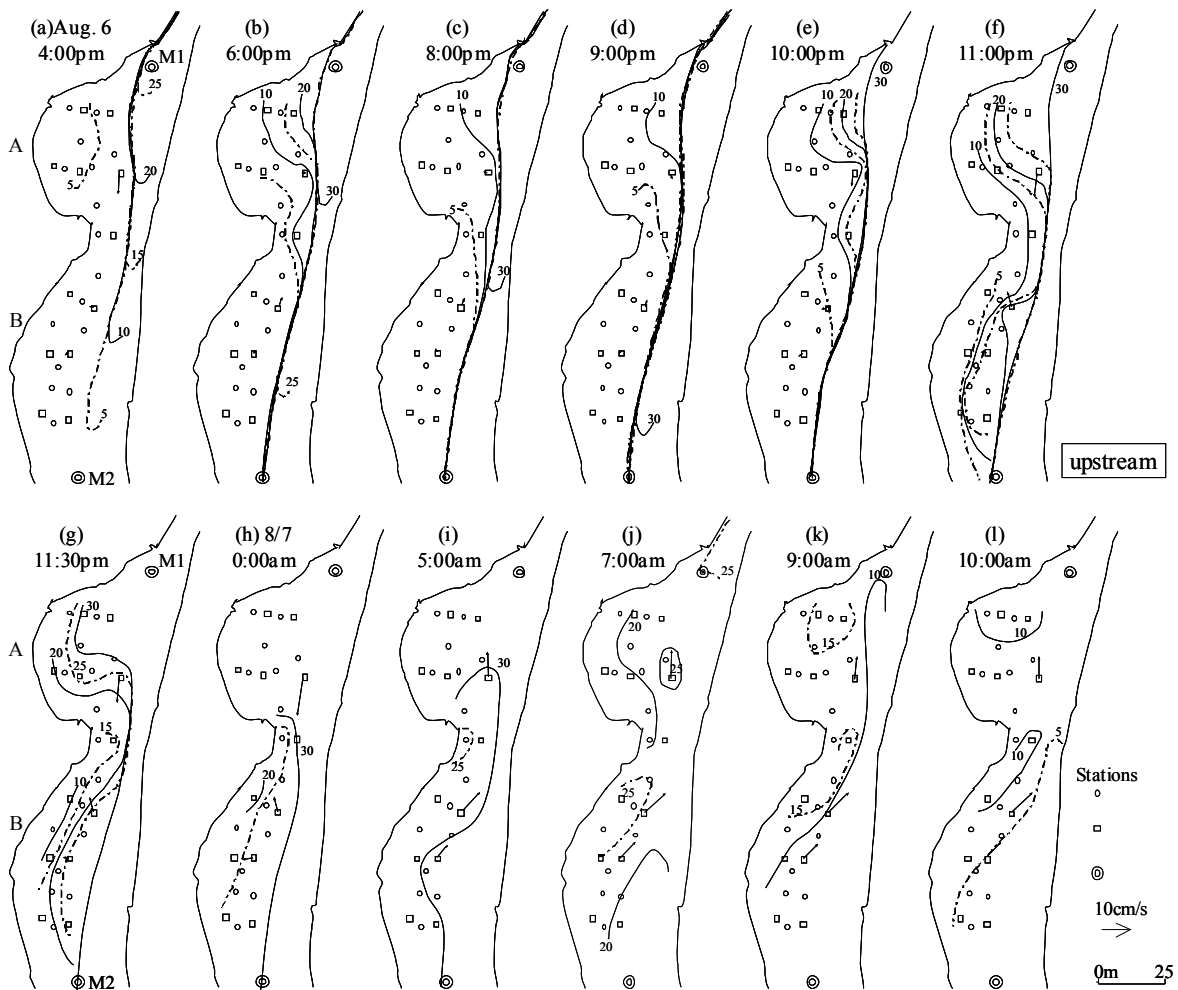 (a)Aug. 6
4:00pm
M1
25
A
20
5
15
B
10
5
M2
(b)
6:00pm
10
20
30
25
(c)
8:00pm
10
5
30
(d)
9:00pm
10
5
30
(e)
10:00pm
30
10
20
5
(f)
11:00pm
30
20
10
5
upstream
(g)
11:30pm
M1
30
A
20
25
15
10
B
M2
(h) 8/7
0:00am
30
20
(i)
5:00am
30
25
(j)
7:00am
25
20
25
25
20
(k)
9:00am
10
15
15
(l)
10:00am
10
5
10
Stations
10cm/s
0m 25